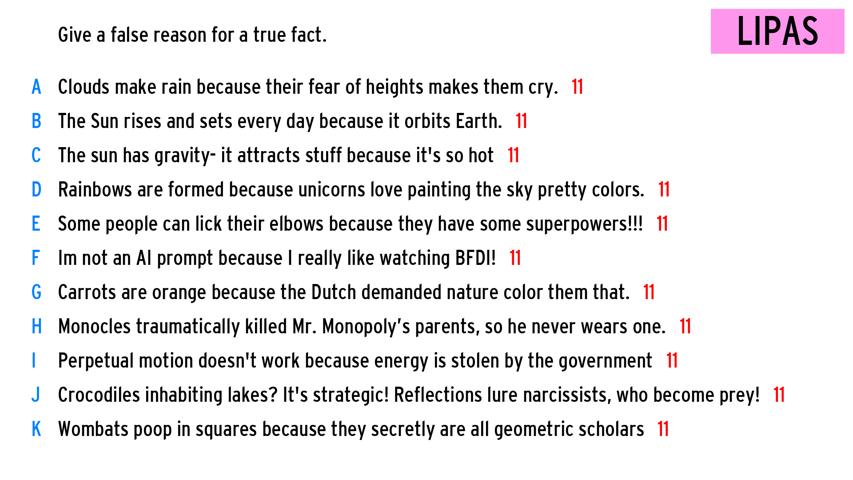 Give a false reason for a true fact.
LIPAS
A Clouds make rain because their fear of heights makes them cry. 11
B The Sun rises and sets every day because it orbits Earth. 11
C The sun has gravity- it attracts stuff because it's so hot 11
D Rainbows are formed because unicorns love painting the sky pretty colors. 11
E Some people can lick their elbows because they have some superpowers!!! 11
F Im not an AI prompt because I really like watching BFDI! 11
G Carrots are orange because the Dutch demanded nature color them that. 11
H Monocles traumatically killed Mr. Monopoly’s parents, so he never wears one. 11
I Perpetual motion doesn't work because energy is stolen by the government 11
J Crocodiles inhabiting lakes? It's strategic! Reflections lure narcissists, who become prey! 11
K Wombats poop in squares because they secretly are all geometric scholars 11